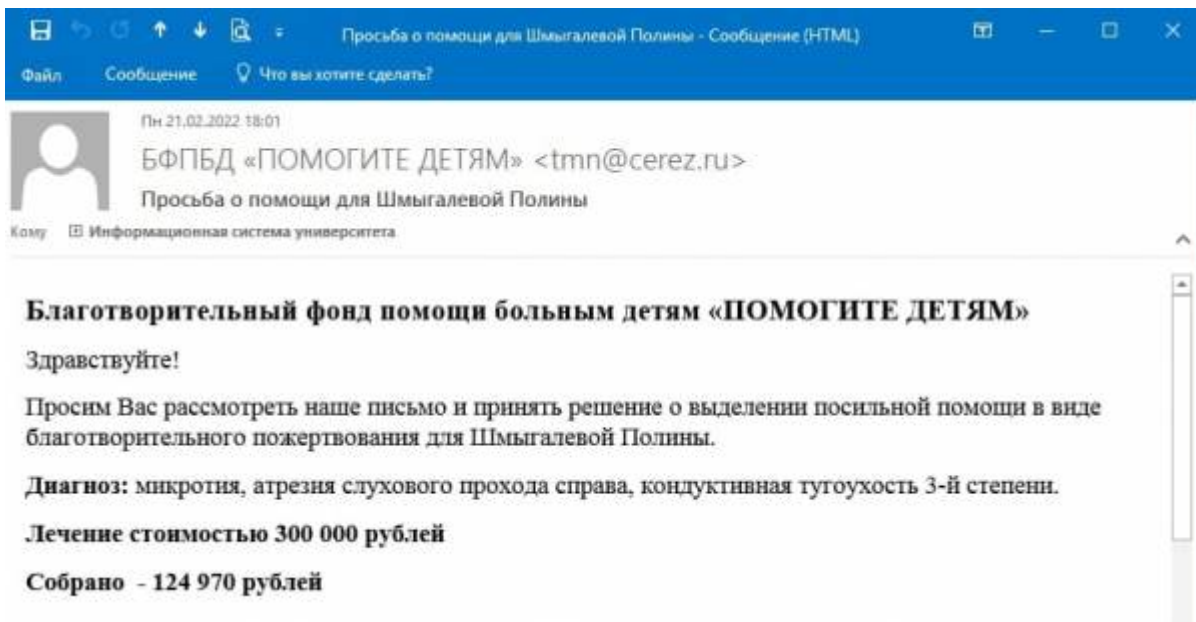 Просьба о помощи для Шмыгалевой Полины - Сообщение (HTML)
Файл Сообщение Что вы хотите сделать?
Пн 21.02.2022 18:01
БФПБД «ПОМОГИТЕ ДЕТЯМ» <tmn@cerez.ru>
Просьба о помощи для Шмыгалевой Полины
Кому Информационная система университета
Благотворительный фонд помощи больным детям «ПОМОГИТЕ ДЕТЯМ»
Здравствуйте!
Просим Вас рассмотреть наше письмо и принять решение о выделении посильной помощи в виде
благотворительного пожертвования для Шмыгалевой Полины.
Диагноз: микротия, атрезия слухового прохода справа, кондуктивная тугоухость 3-й степени.
Лечение стоимостью 300 000 рублей
Собрано - 124 970 рублей